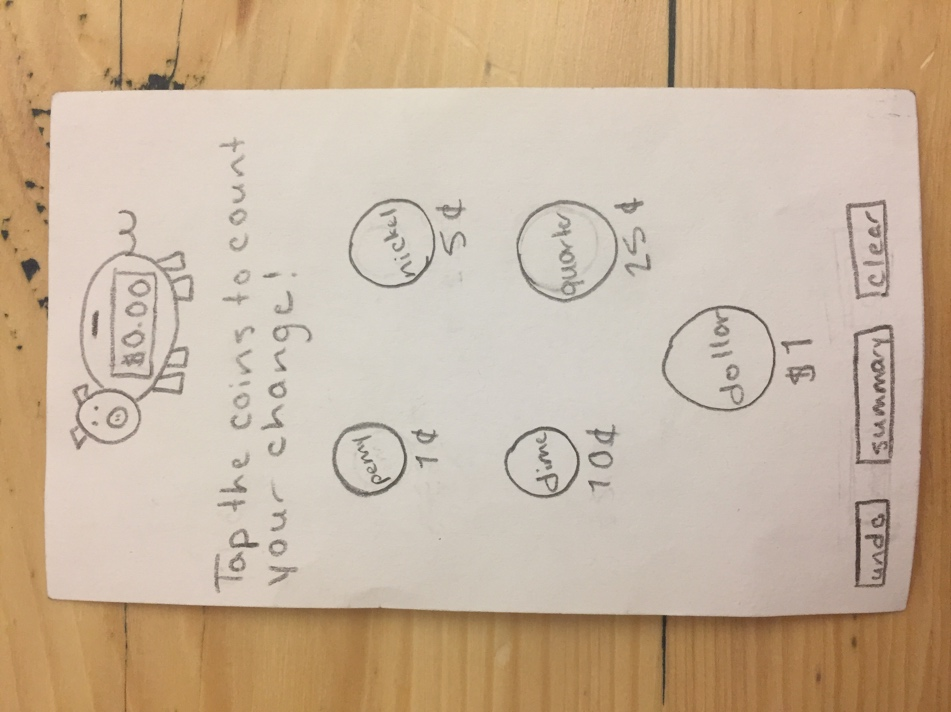 $0.00
Tap the coins to count
your change!
penny
nickel
1¢
5¢
dime
quarter
10¢
25¢
dollar
$1
undo
summary
clear